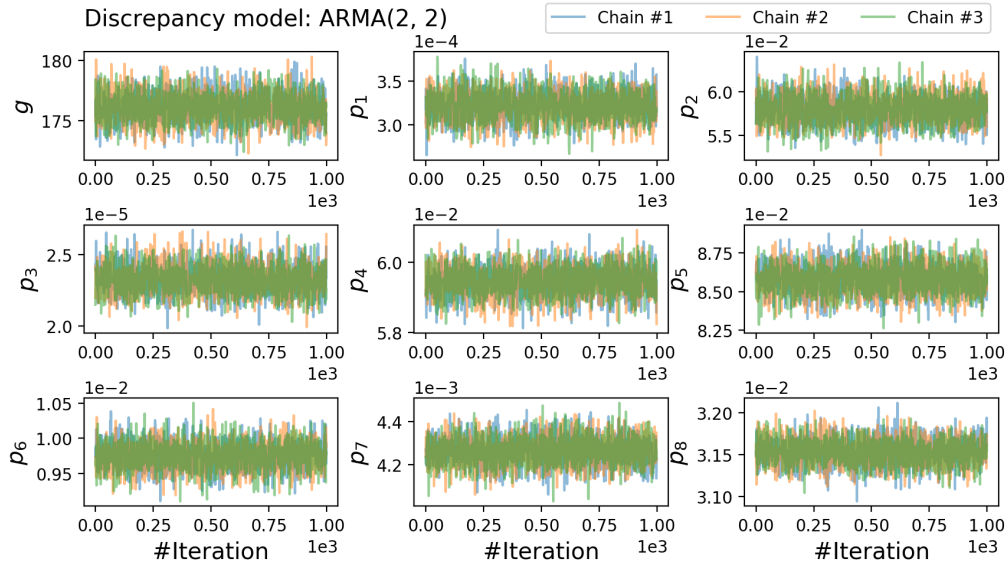 Discrepancy model: ARMA(2, 2)
Chain #1 Chain #2 Chain #3
1e−4 1e−2
180
175
g
3.5
3.0
p1
6.0
5.5
p2
0.00 0.25 0.50 0.75 1.00 0.00 0.25 0.50 0.75 1.00 0.00 0.25 0.50 0.75 1.00
1e3 1e3 1e3
1e−5 1e−2 1e−2
2.5
2.0
p3
6.0
5.8
p4
8.75
8.50
8.25
p5
0.00 0.25 0.50 0.75 1.00 0.00 0.25 0.50 0.75 1.00 0.00 0.25 0.50 0.75 1.00
1e3 1e3 1e3
1e−2 1e−3 1e−2
1.05
1.00
0.95
p6
4.4
4.2
p7
3.20
3.15
3.10
p8
0.00 0.25 0.50 0.75 1.00 0.00 0.25 0.50 0.75 1.00 0.00 0.25 0.50 0.75 1.00
#Iteration 1e3 #Iteration 1e3 #Iteration 1e3